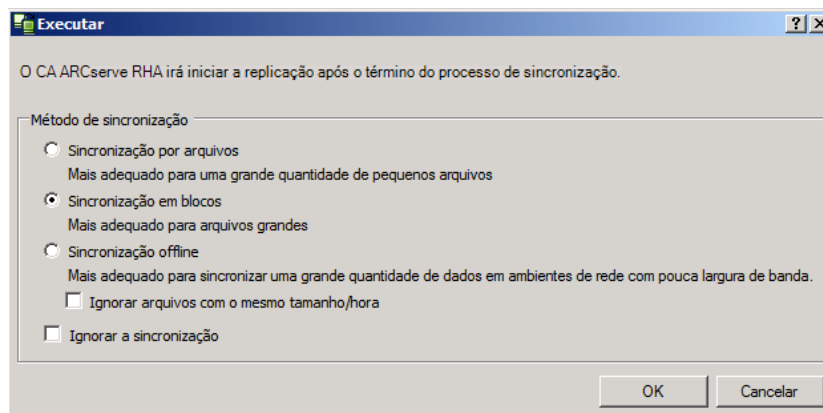 Executar
O CA ARCserve RHA irá iniciar a replicação após o término do processo de sincronização.
Método de sincronização
Sincronização por arquivos
Mais adequado para uma grande quantidade de pequenos arquivos
Sincronização em blocos
Mais adequado para arquivos grandes
Sincronização offline
Mais adequado para sincronizar uma grande quantidade de dados em ambientes de rede com pouca largura de banda.
Ignorar arquivos com o mesmo tamanho/hora
Ignorar a sincronização
OK Cancelar